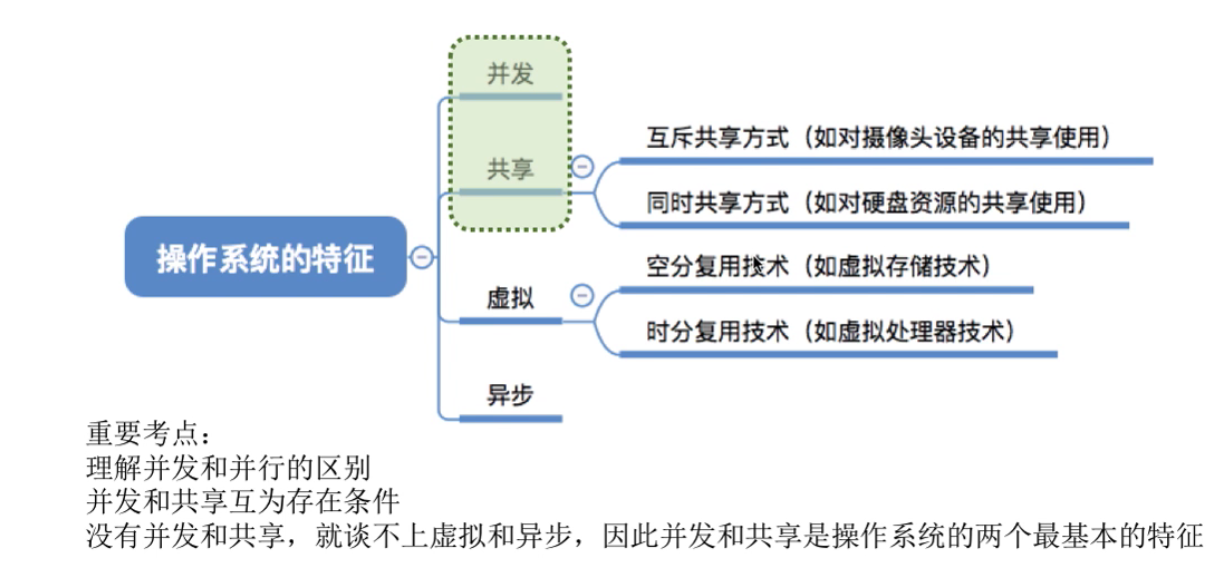 并发
共享
互斥共享方式（如对摄像头设备的共享使用）
同时共享方式（如对硬盘资源的共享使用）
操作系统的特征
虚拟
空分复用技术（如虚拟存储技术）
时分复用技术（如虚拟处理器技术）
异步
重要考点：
理解并发和并行的区别
并发和共享互为存在条件
没有并发和共享，就谈不上虚拟和异步，因此并发和共享是操作系统的两个最基本的特征